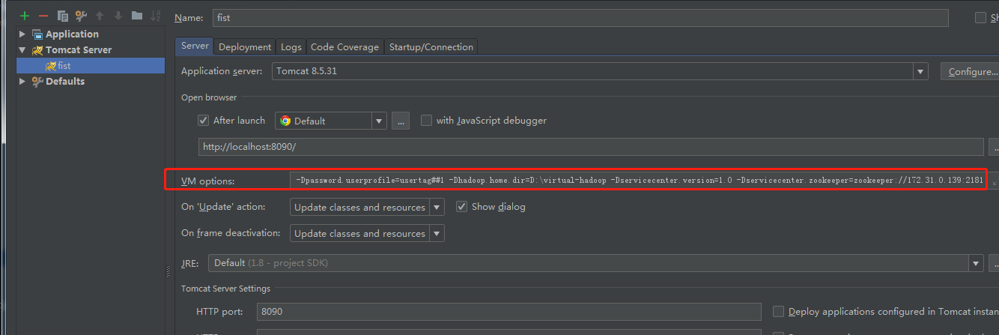 Name: fist
Sh
Application
Tomcat Server
fist
Defaults
Server Deployment Logs Code Coverage Startup/Connection
Application server: Tomcat 8.5.31 Configure...
Open browser
After launch Default ... with JavaScript debugger
http://localhost:8090/ ...
VM options: -Dpassword.userprofile=usertag##1 -Dhadoop.home.dir=D:\virtual-hadoop -Dservicecenter.version=1.0 -Dservicecenter.zookeeper=zookeeper://172.31.0.139:2181
On 'Update' action: Update classes and resources Show dialog
On frame deactivation: Update classes and resources
JRE: Default (1.8 - project SDK) ...
Tomcat Server Settings
HTTP port: 8090 Deploy applications configured in Tomcat instan